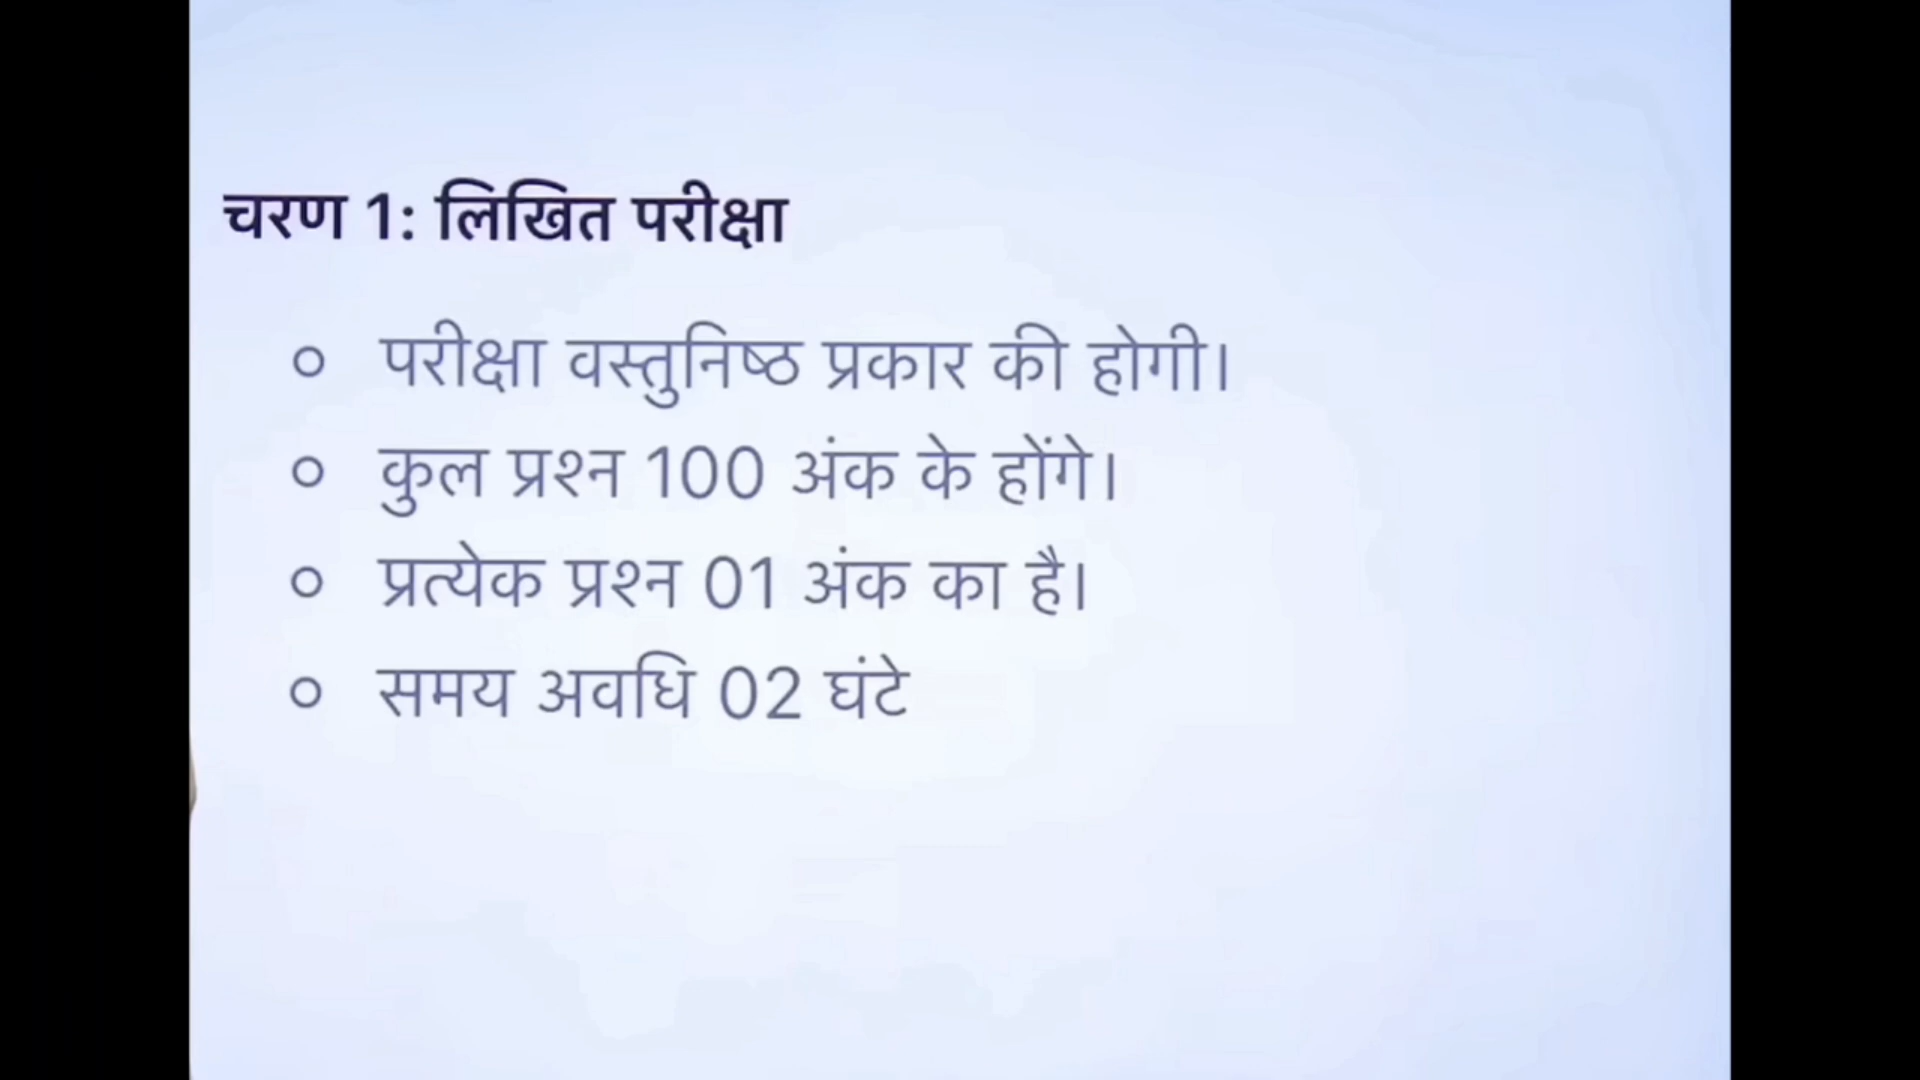 चरण 1: लिखित परीक्षा
परीक्षा वस्तुनिष्ठ प्रकार की होगी।
कुल प्रश्न 100 अंक के होंगे।
प्रत्येक प्रश्न 01 अंक का है।
समय अवधि 02 घंटे